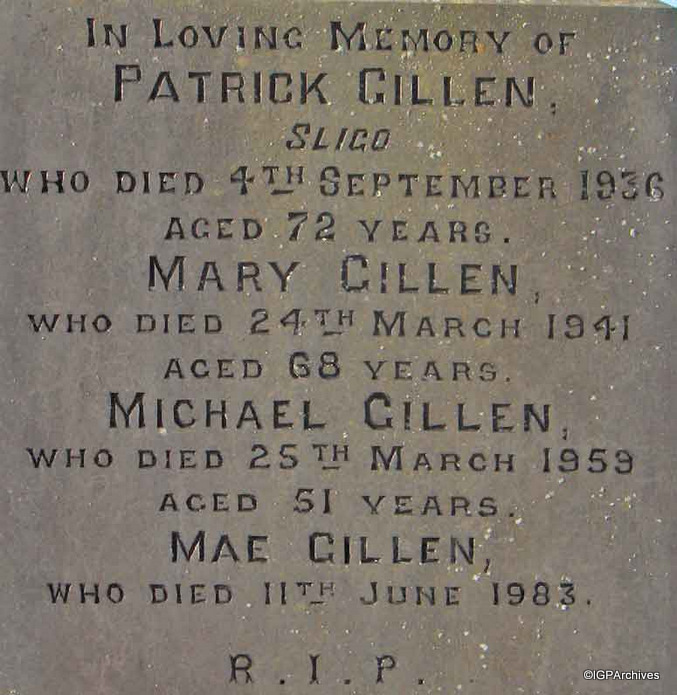 IN LOVING MEMORY OF
PATRICK GILLEN,
SLIGO
WHO DIED 4TH SEPTEMBER 1936
AGED 72 YEARS.
MARY GILLEN,
WHO DIED 24TH MARCH 1941
AGED 68 YEARS.
MICHAEL GILLEN,
WHO DIED 25TH MARCH 1959
AGED 51 YEARS.
MAE GILLEN,
WHO DIED 11TH JUNE 1983.
R.I.P.
©IGPArchives